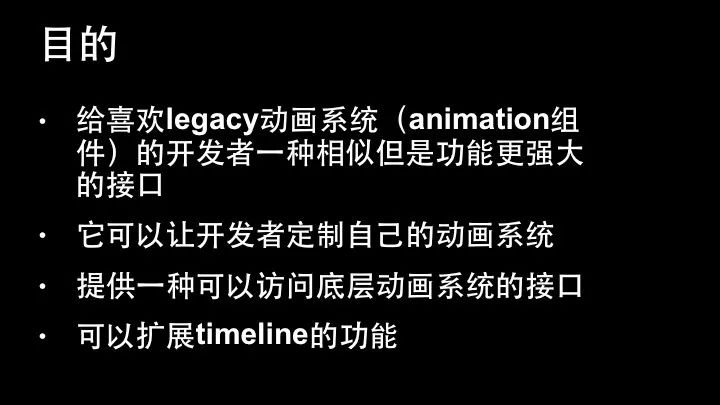 目的
• 给喜欢legacy动画系统（animation组
件）的开发者一种相似但是功能更强大
的接口
• 它可以让开发者定制自己的动画系统
• 提供一种可以访问底层动画系统的接口
• 可以扩展timeline的功能